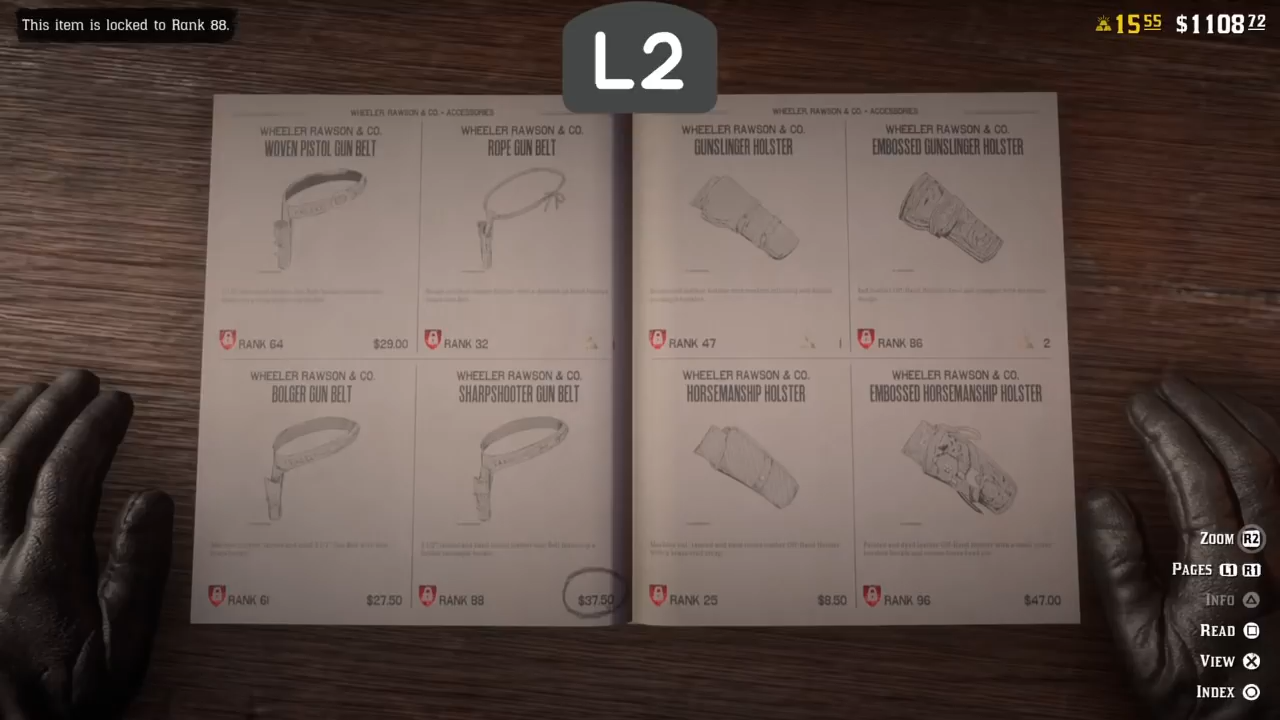 This item is locked to Rank 88.
L2
15 55 $1108 72
WHEELER, RAWSON & CO. - ACCESSORIES
WHEELER RAWSON & CO.
WOVEN PISTOL GUN BELT
RANK 64 $29.00
WHEELER RAWSON & CO.
ROPE GUN BELT
RANK 32 1
WHEELER RAWSON & CO.
BOLGER GUN BELT
RANK 61 $27.50
WHEELER RAWSON & CO.
SHARPSHOOTER GUN BELT
RANK 88 $37.50
WHEELER, RAWSON & CO. - ACCESSORIES
WHEELER RAWSON & CO.
GUNSLINGER HOLSTER
RANK 47 1
WHEELER RAWSON & CO.
EMBOSSED GUNSLINGER HOLSTER
RANK 86 2
WHEELER RAWSON & CO.
HORSEMANSHIP HOLSTER
RANK 25 $8.50
WHEELER RAWSON & CO.
EMBOSSED HORSEMANSHIP HOLSTER
RANK 96 $47.00
ZOOM R2
PAGES L1 R1
INFO
READ
VIEW
INDEX